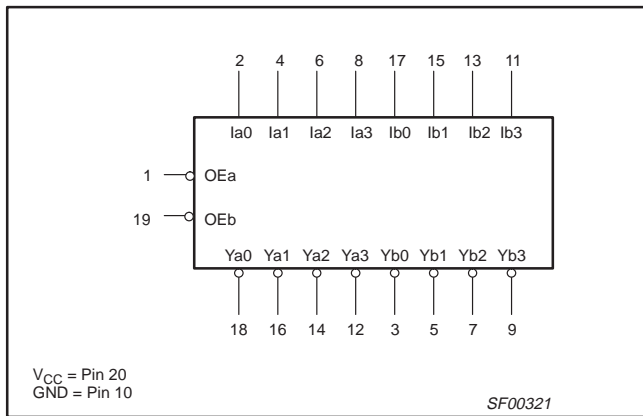 2 4 6 8 17 15 13 11
Ia0 Ia1 Ia2 Ia3 Ib0 Ib1 Ib2 Ib3
1 OEa
19 OEb
Ya0 Ya1 Ya2 Ya3 Yb0 Yb1 Yb2 Yb3
18 16 14 12 3 5 7 9
VCC = Pin 20
GND = Pin 10
SF00321